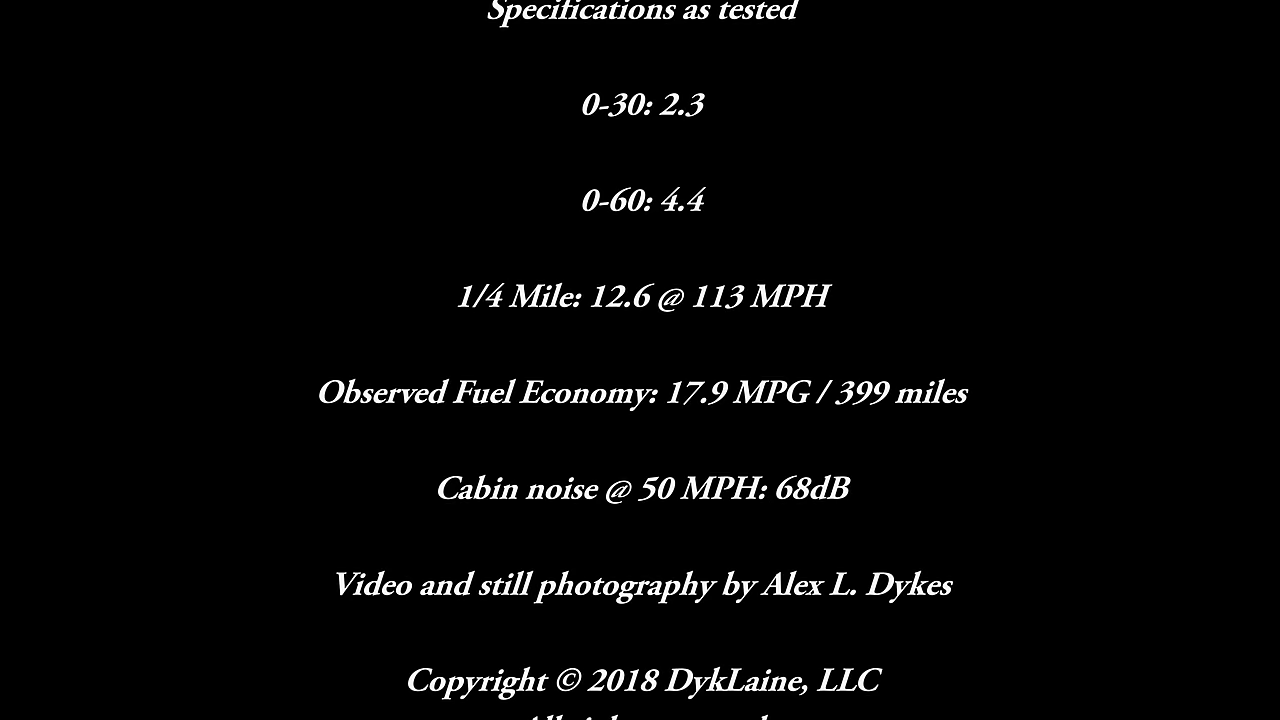 Specifications as tested
0-30: 2.3
0-60: 4.4
1/4 Mile: 12.6 @ 113 MPH
Observed Fuel Economy: 17.9 MPG / 399 miles
Cabin noise @ 50 MPH: 68dB
Video and still photography by Alex L. Dykes
Copyright © 2018 DykLaine, LLC